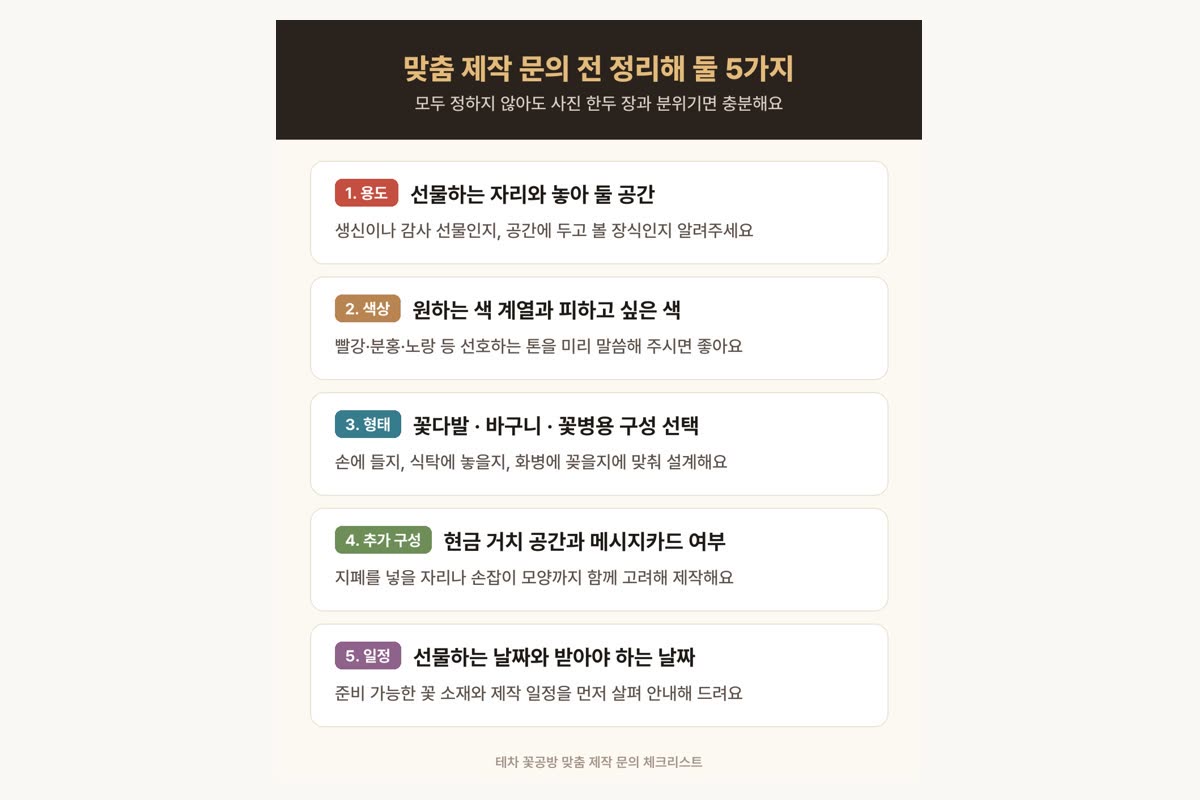 맞춤 제작 문의 전 정리해 둘 5가지
모두 정하지 않아도 사진 한두 장과 분위기면 충분해요
1. 용도 선물하는 자리와 놓아 둘 공간
생신이나 감사 선물인지, 공간에 두고 볼 장식인지 알려주세요
2. 색상 원하는 색 계열과 피하고 싶은 색
빨강·분홍·노랑 등 선호하는 톤을 미리 말씀해 주시면 좋아요
3. 형태 꽃다발 · 바구니 · 꽃병용 구성 선택
손에 들지, 식탁에 놓을지, 화병에 꽂을지에 맞춰 설계해요
4. 추가 구성 현금 거치 공간과 메시지카드 여부
지폐를 넣을 자리나 손잡이 모양까지 함께 고려해 제작해요
5. 일정 선물하는 날짜와 받아야 하는 날짜
준비 가능한 꽃 소재와 제작 일정을 먼저 살펴 안내해 드려요
테차 꽃공방 맞춤 제작 문의 체크리스트